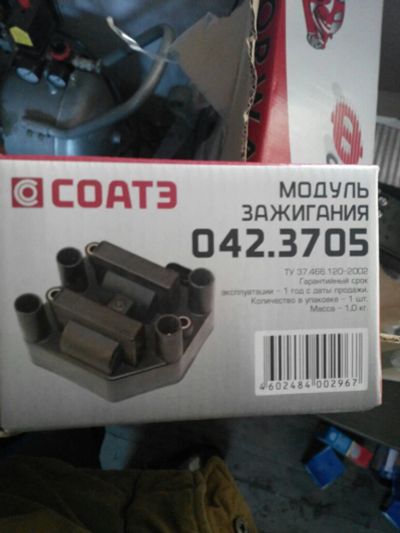 СОАТЭ
МОДУЛЬ
ЗАЖИГАНИЯ
042.3705
ТУ 37.466.120-2002
Гарантийный срок
эксплуатации – 1 год с даты продажи.
Количество в упаковке – 1 шт.
Масса – 1,0 кг.
4602484002967